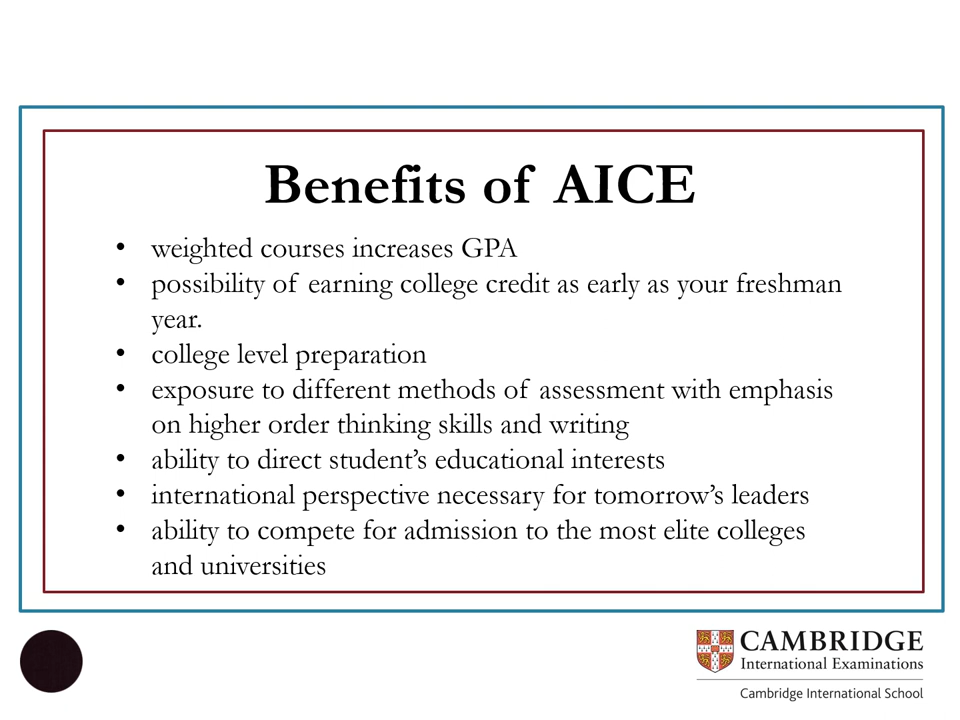 Benefits of AICE
• weighted courses increases GPA
• possibility of earning college credit as early as your freshman
year.
• college level preparation
• exposure to different methods of assessment with emphasis
on higher order thinking skills and writing
• ability to direct student’s educational interests
• international perspective necessary for tomorrow’s leaders
• ability to compete for admission to the most elite colleges
and universities
CAMBRIDGE
International Examinations
Cambridge International School